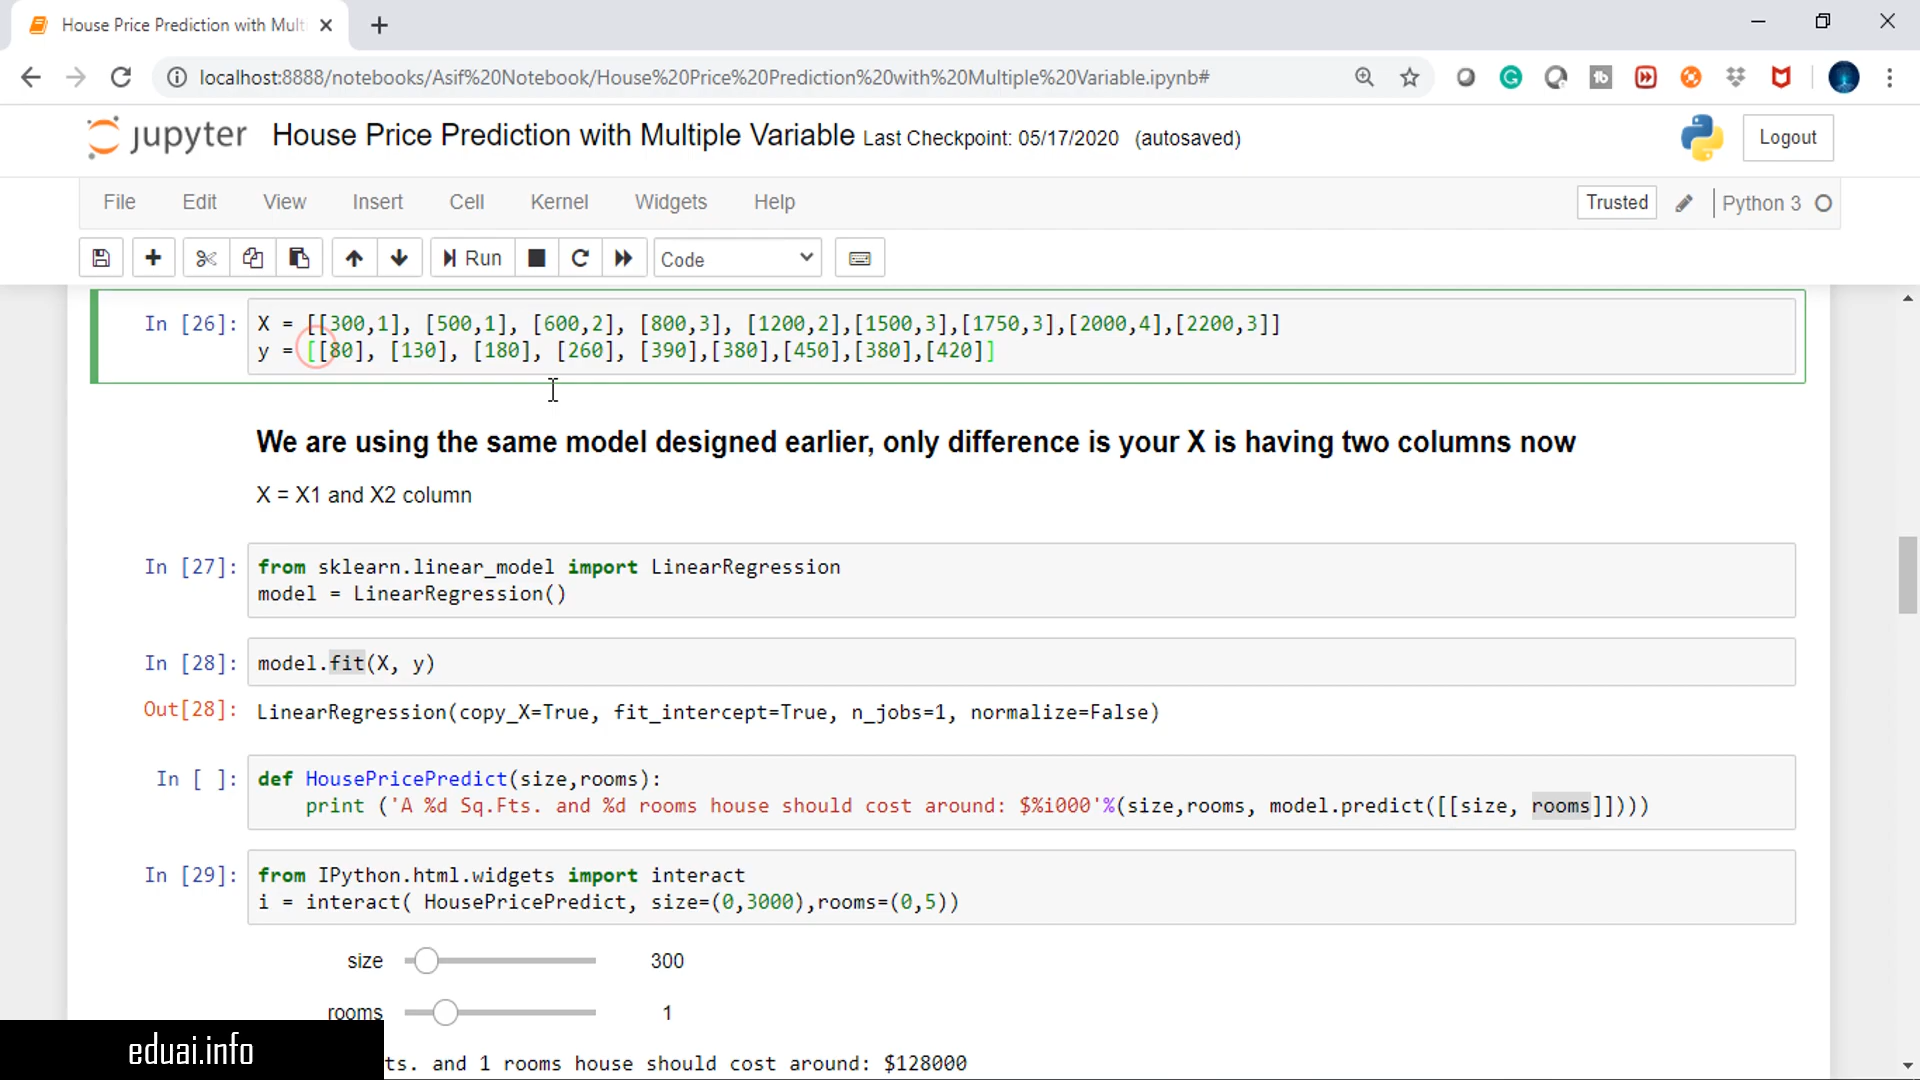 House Price Prediction with Mult
localhost:8888/notebooks/Asif%20Notebook/House%20Price%20Prediction%20with%20Multiple%20Variable.ipynb#
jupyter House Price Prediction with Multiple Variable Last Checkpoint: 05/17/2020 (autosaved)
Logout
File Edit View Insert Cell Kernel Widgets Help
Trusted Python 3
Run Code
In [26]: X = [[300,1], [500,1], [600,2], [800,3], [1200,2],[1500,3],[1750,3],[2000,4],[2200,3]]
y = [[80], [130], [180], [260], [390],[380],[450],[380],[420]]
We are using the same model designed earlier, only difference is your X is having two columns now
X = X1 and X2 column
In [27]: from sklearn.linear_model import LinearRegression
model = LinearRegression()
In [28]: model.fit(X, y)
Out[28]: LinearRegression(copy_X=True, fit_intercept=True, n_jobs=1, normalize=False)
In [ ]: def HousePricePredict(size,rooms):
print ('A %d Sq.Fts. and %d rooms house should cost around: $%i000'%(size,rooms, model.predict([[size, rooms]])))
In [29]: from IPython.html.widgets import interact
i = interact( HousePricePredict, size=(0,3000),rooms=(0,5))
size 300
rooms 1
eduai.info
ts. and 1 rooms house should cost around: $128000